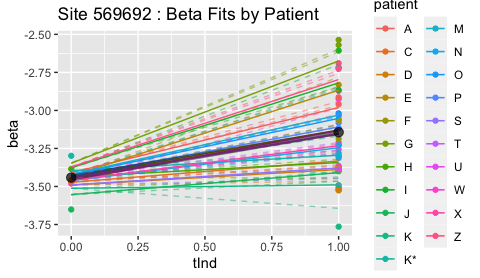 Site 569692 : Beta Fits by Patient
beta
-2.50
-2.75
-3.00
-3.25
-3.50
-3.75
0.00 0.25 0.50 0.75 1.00
tInd
patient
A M
C N
D O
E P
F S
G T
H U
I W
J X
K Z
K*